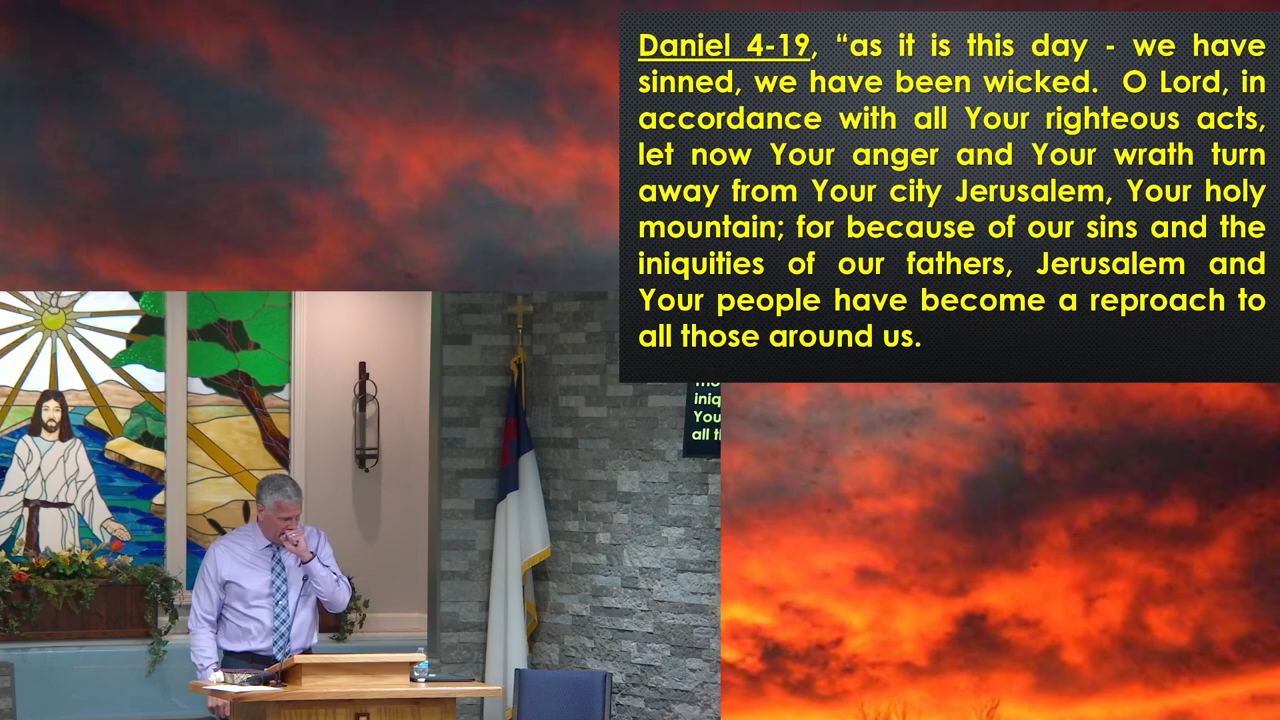 Daniel 4-19, “as it is this day - we have
sinned, we have been wicked. O Lord, in
accordance with all Your righteous acts,
let now Your anger and Your wrath turn
away from Your city Jerusalem, Your holy
mountain; for because of our sins and the
iniquities of our fathers, Jerusalem and
Your people have become a reproach to
all those around us.
iniq
You
all t